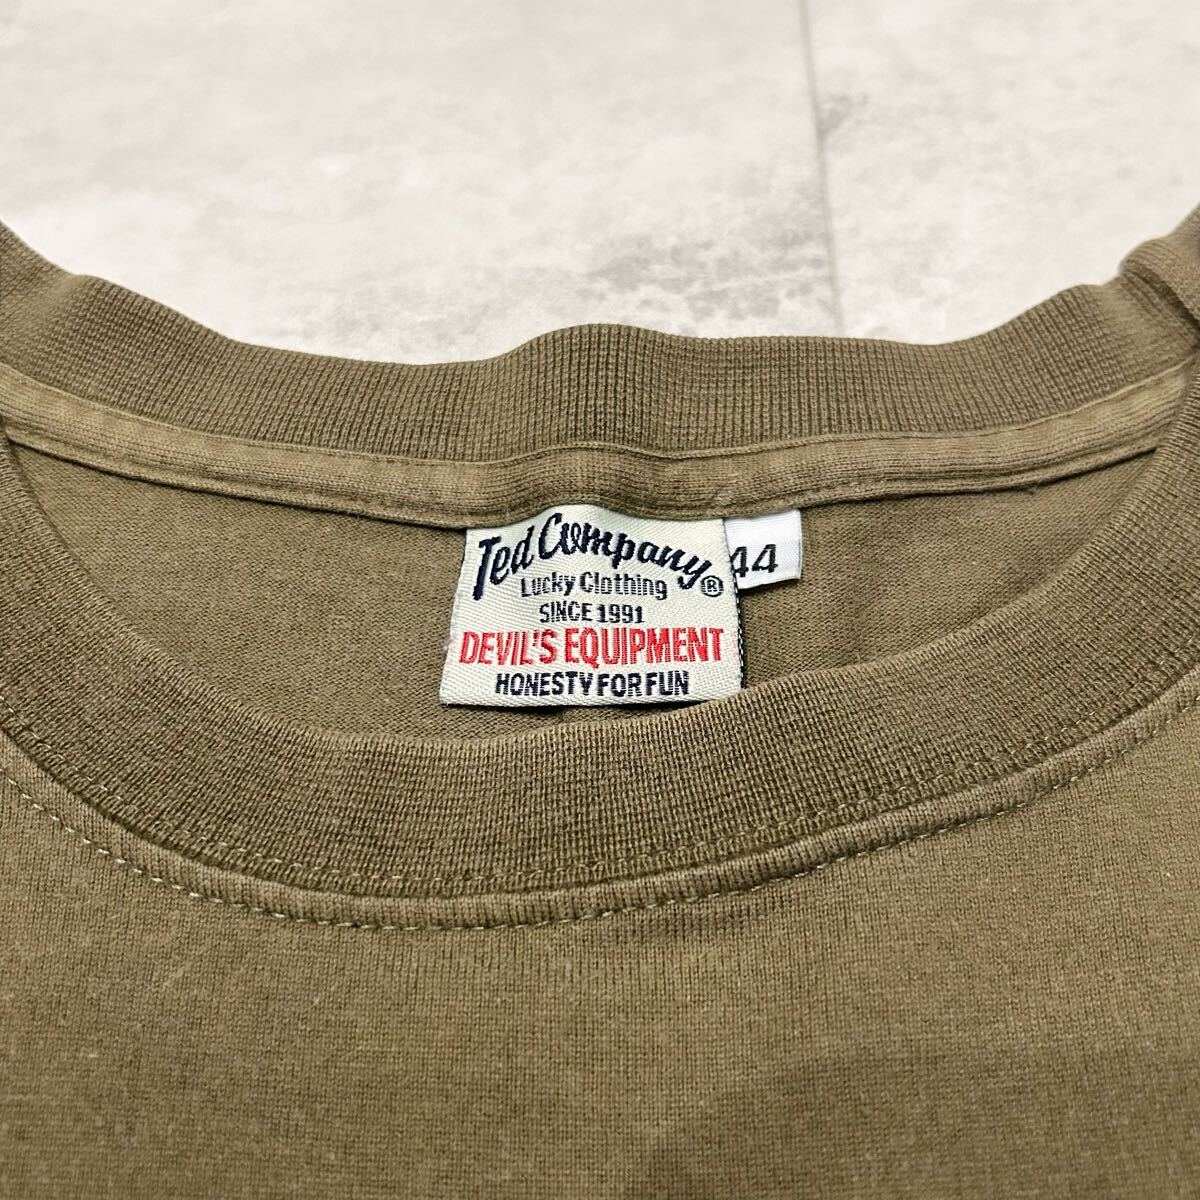 Ted Company®
Lucky Clothing
SINCE 1991
DEVIL'S EQUIPMENT
HONESTY FOR FUN
44